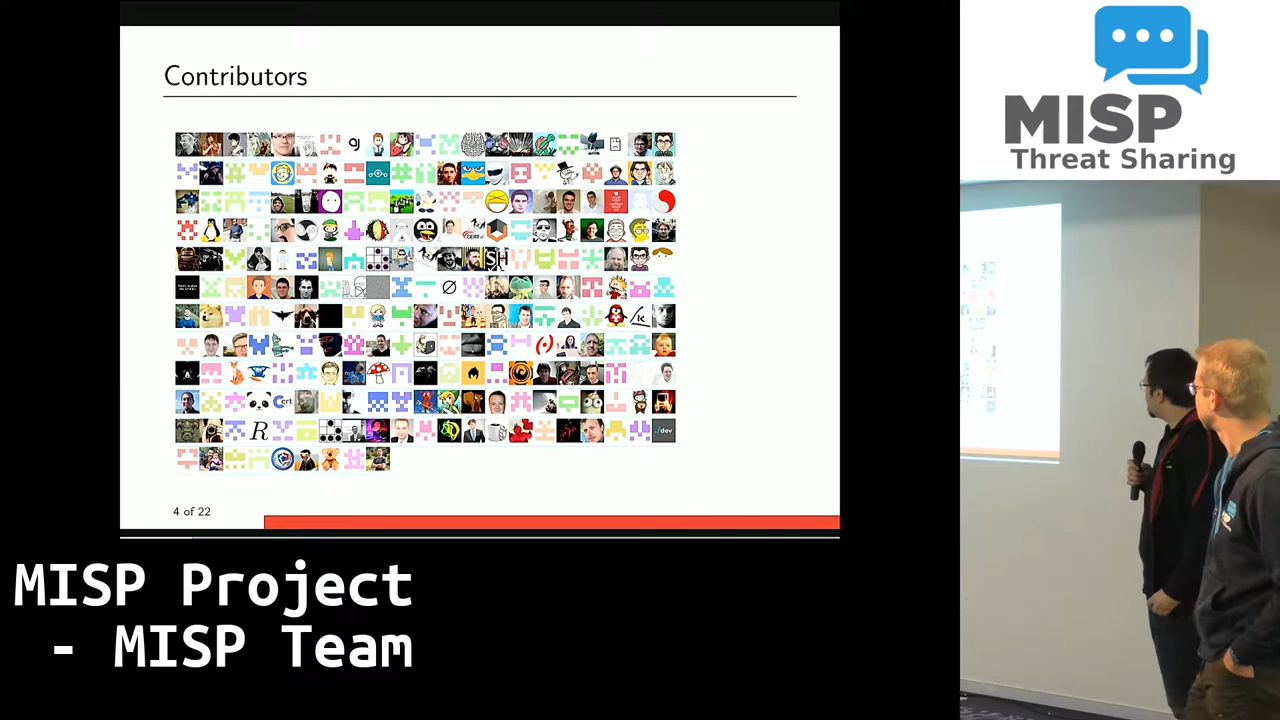 Contributors
4 of 22
MISP
Threat Sharing
MISP Project
- MISP Team